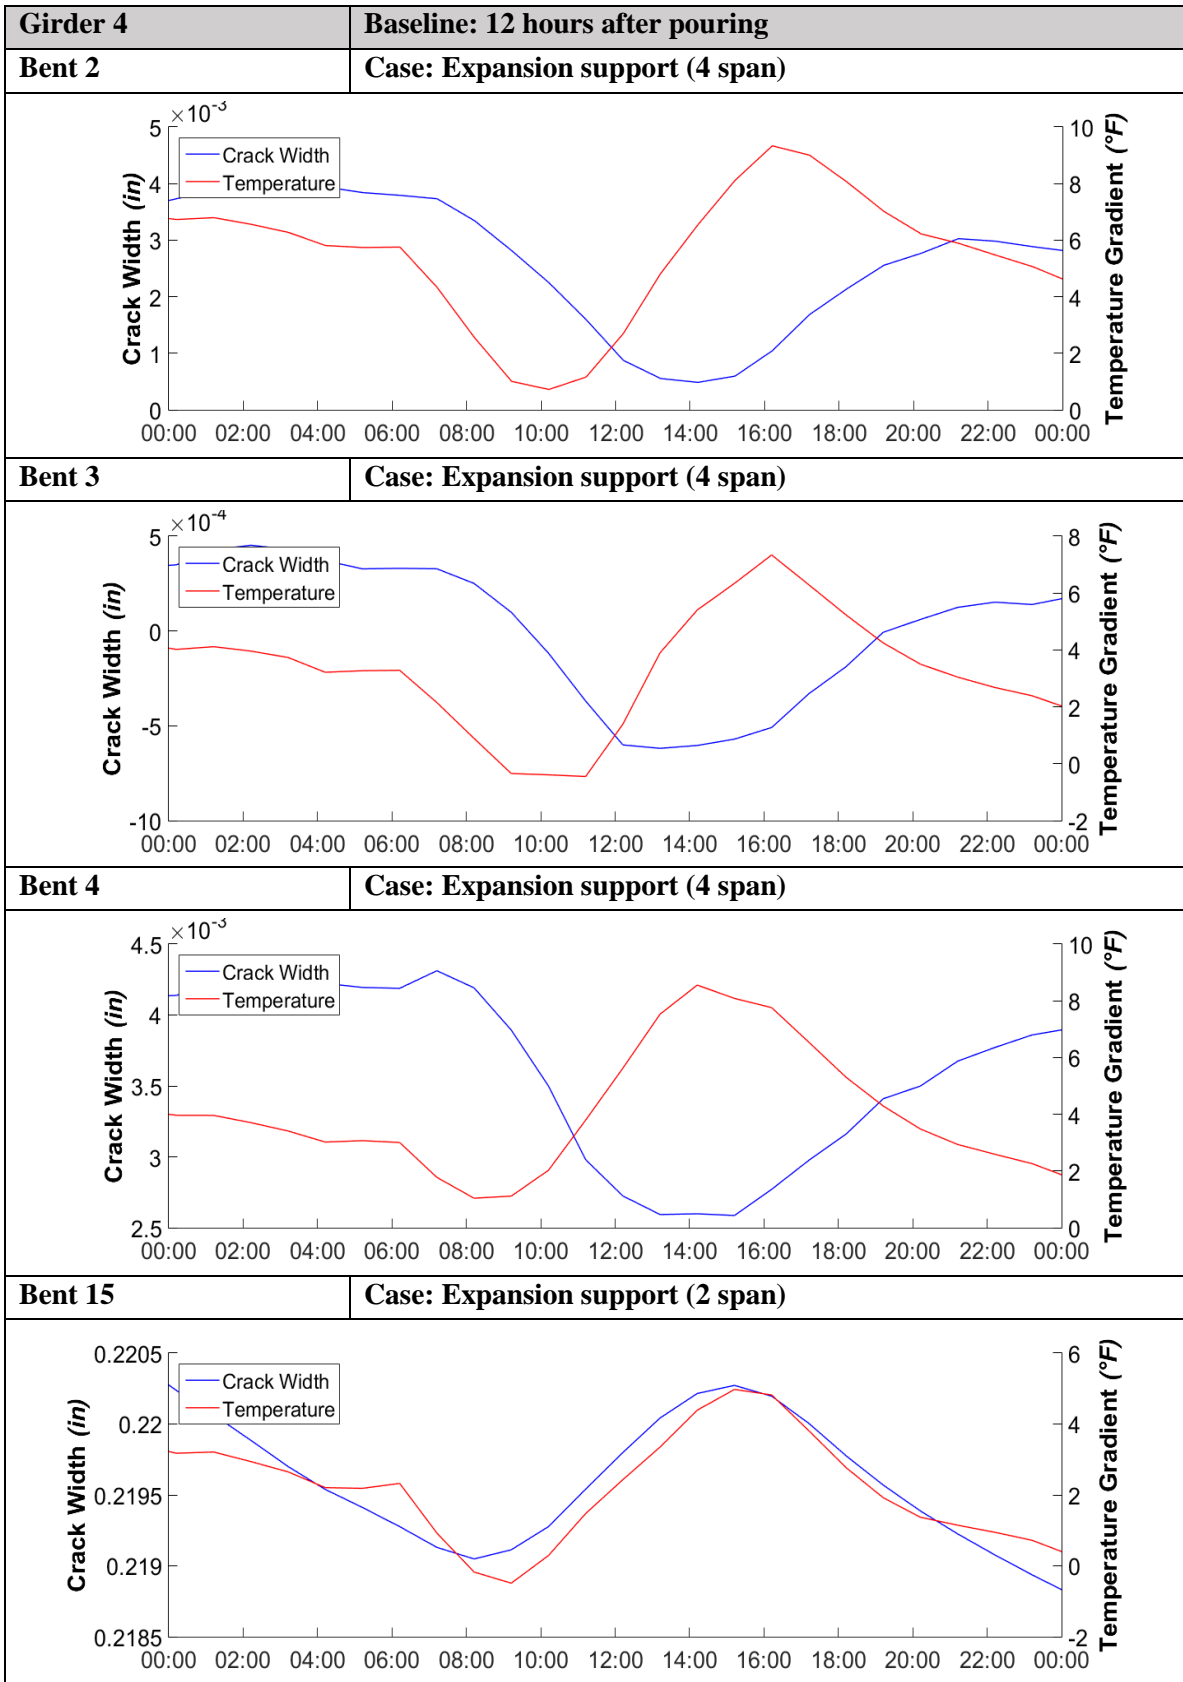 Girder 4 Baseline: 12 hours after pouring
Bent 2 Case: Expansion support (4 span)
×10⁻³
5 10
Crack Width
Temperature
4 8
3 6
2 4
1 2
0 0
Crack Width (in)
Temperature Gradient (°F)
00:00 02:00 04:00 06:00 08:00 10:00 12:00 14:00 16:00 18:00 20:00 22:00 00:00
Bent 3 Case: Expansion support (4 span)
×10⁻⁴
5 8
Crack Width
Temperature
6
0 4
-5 2
0
-10 -2
Crack Width (in)
Temperature Gradient (°F)
00:00 02:00 04:00 06:00 08:00 10:00 12:00 14:00 16:00 18:00 20:00 22:00 00:00
Bent 4 Case: Expansion support (4 span)
×10⁻³
4.5 10
Crack Width
Temperature
4 8
3.5 6
3 4
2
2.5 0
Crack Width (in)
Temperature Gradient (°F)
00:00 02:00 04:00 06:00 08:00 10:00 12:00 14:00 16:00 18:00 20:00 22:00 00:00
Bent 15 Case: Expansion support (2 span)
0.2205 6
Crack Width
Temperature
0.22 4
0.2195 2
0.219 0
0.2185 -2
Crack Width (in)
Temperature Gradient (°F)
00:00 02:00 04:00 06:00 08:00 10:00 12:00 14:00 16:00 18:00 20:00 22:00 00:00